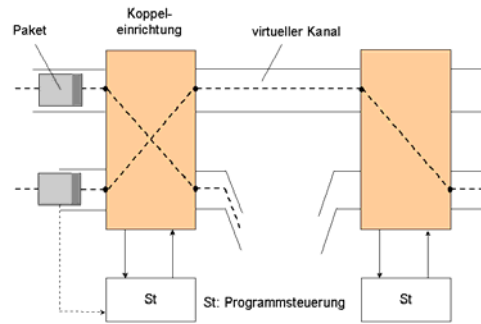 Koppel-
einrichtung
Paket
virtueller Kanal
St
St: Programmsteuerung
St